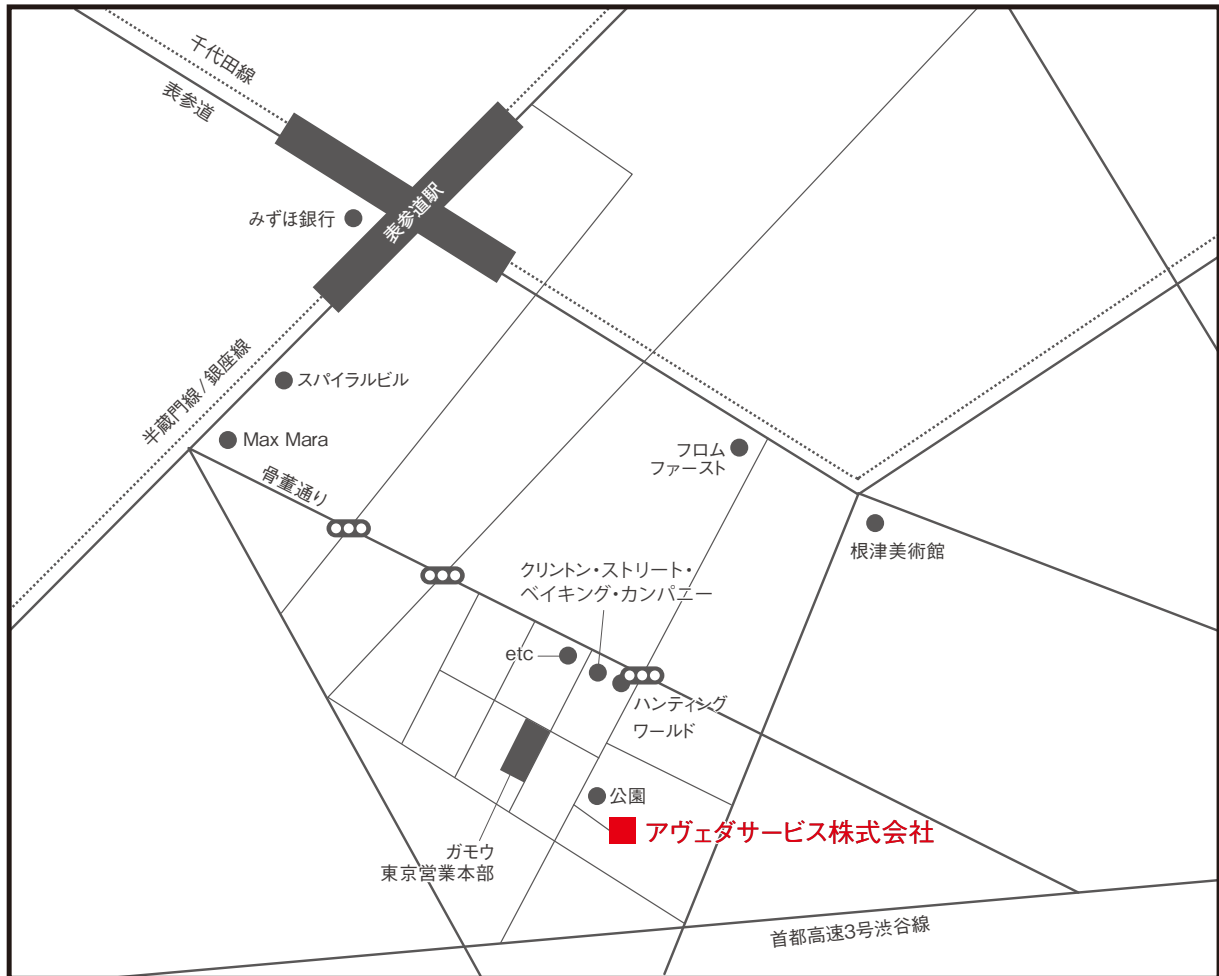 千代田線
表参道
表参道駅
みずほ銀行
半蔵門線/銀座線
スパイラルビル
Max Mara
骨董通り
フロム
ファースト
根津美術館
クリントン・ストリート・
ベイキング・カンパニー
etc
ハンティング
ワールド
公園
アヴェダサービス株式会社
ガモウ
東京営業本部
首都高速3号渋谷線